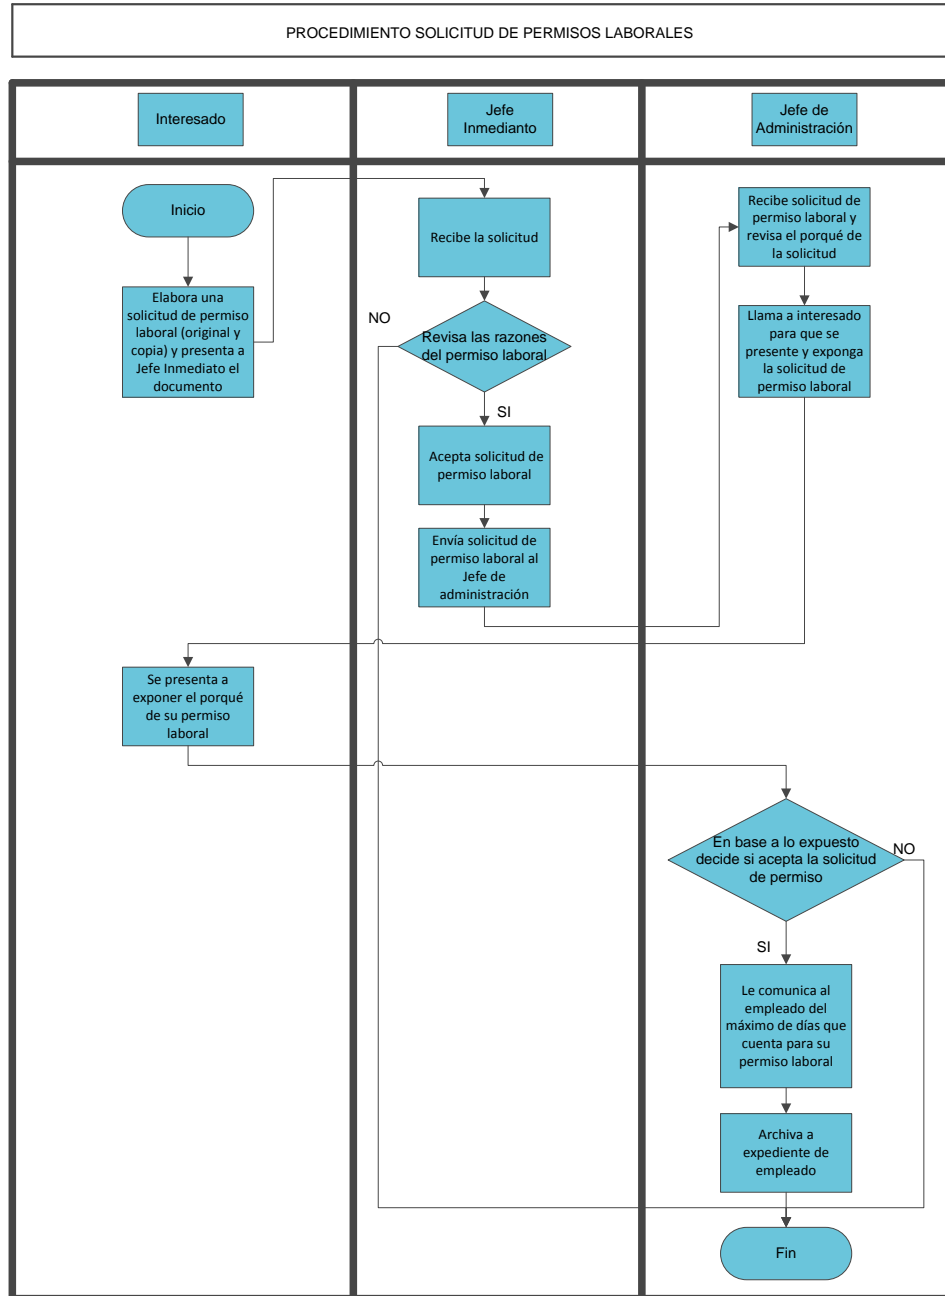 PROCEDIMIENTO SOLICITUD DE PERMISOS LABORALES
Interesado
Jefe
Inmedianto
Jefe de
Administración
Inicio
Elabora una
solicitud de permiso
laboral (original y
copia) y presenta a
Jefe Inmediato el
documento
Recibe la solicitud
NO
Revisa las razones
del permiso laboral
SI
Acepta solicitud de
permiso laboral
Envía solicitud de
permiso laboral al
Jefe de
administración
Recibe solicitud de
permiso laboral y
revisa el porqué de
la solicitud
Llama a interesado
para que se
presente y exponga
la solicitud de
permiso laboral
Se presenta a
exponer el porqué
de su permiso
laboral
En base a lo expuesto
decide si acepta la solicitud
de permiso
NO
SI
Le comunica al
empleado del
máximo de días que
cuenta para su
permiso laboral
Archiva a
expediente de
empleado
Fin